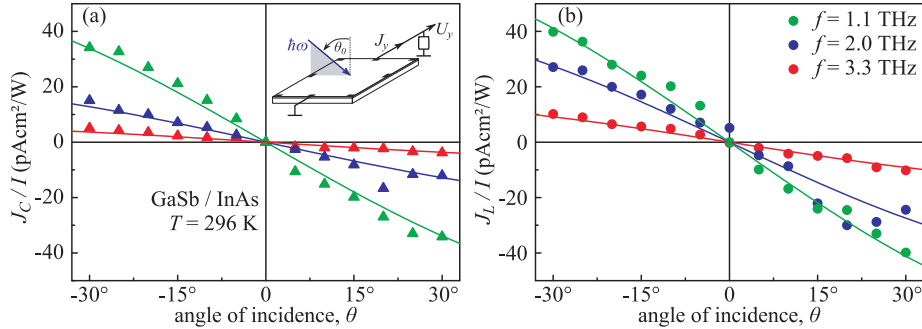 (a)
40
20
0
-20
-40
J_C / I (pAcm²/W)
ħω
θ₀
J_y
U_y
GaSb / InAs
T = 296 K
-30° -15° 0 15° 30°
angle of incidence, θ
(b)
f = 1.1 THz
f = 2.0 THz
f = 3.3 THz
40
20
0
-20
-40
J_L / I (pAcm²/W)
-30° -15° 0 15° 30°
angle of incidence, θ